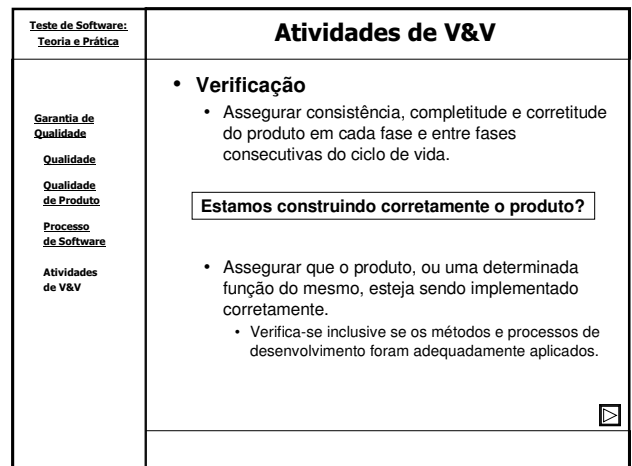 Teste de Software:
Teoria e Prática
Atividades de V&V
Garantia de
Qualidade
Qualidade
Qualidade
de Produto
Processo
de Software
Atividades
de V&V
• Verificação
• Assegurar consistência, completitude e corretitude
do produto em cada fase e entre fases
consecutivas do ciclo de vida.
Estamos construindo corretamente o produto?
• Assegurar que o produto, ou uma determinada
função do mesmo, esteja sendo implementado
corretamente.
• Verifica-se inclusive se os métodos e processos de
desenvolvimento foram adequadamente aplicados.